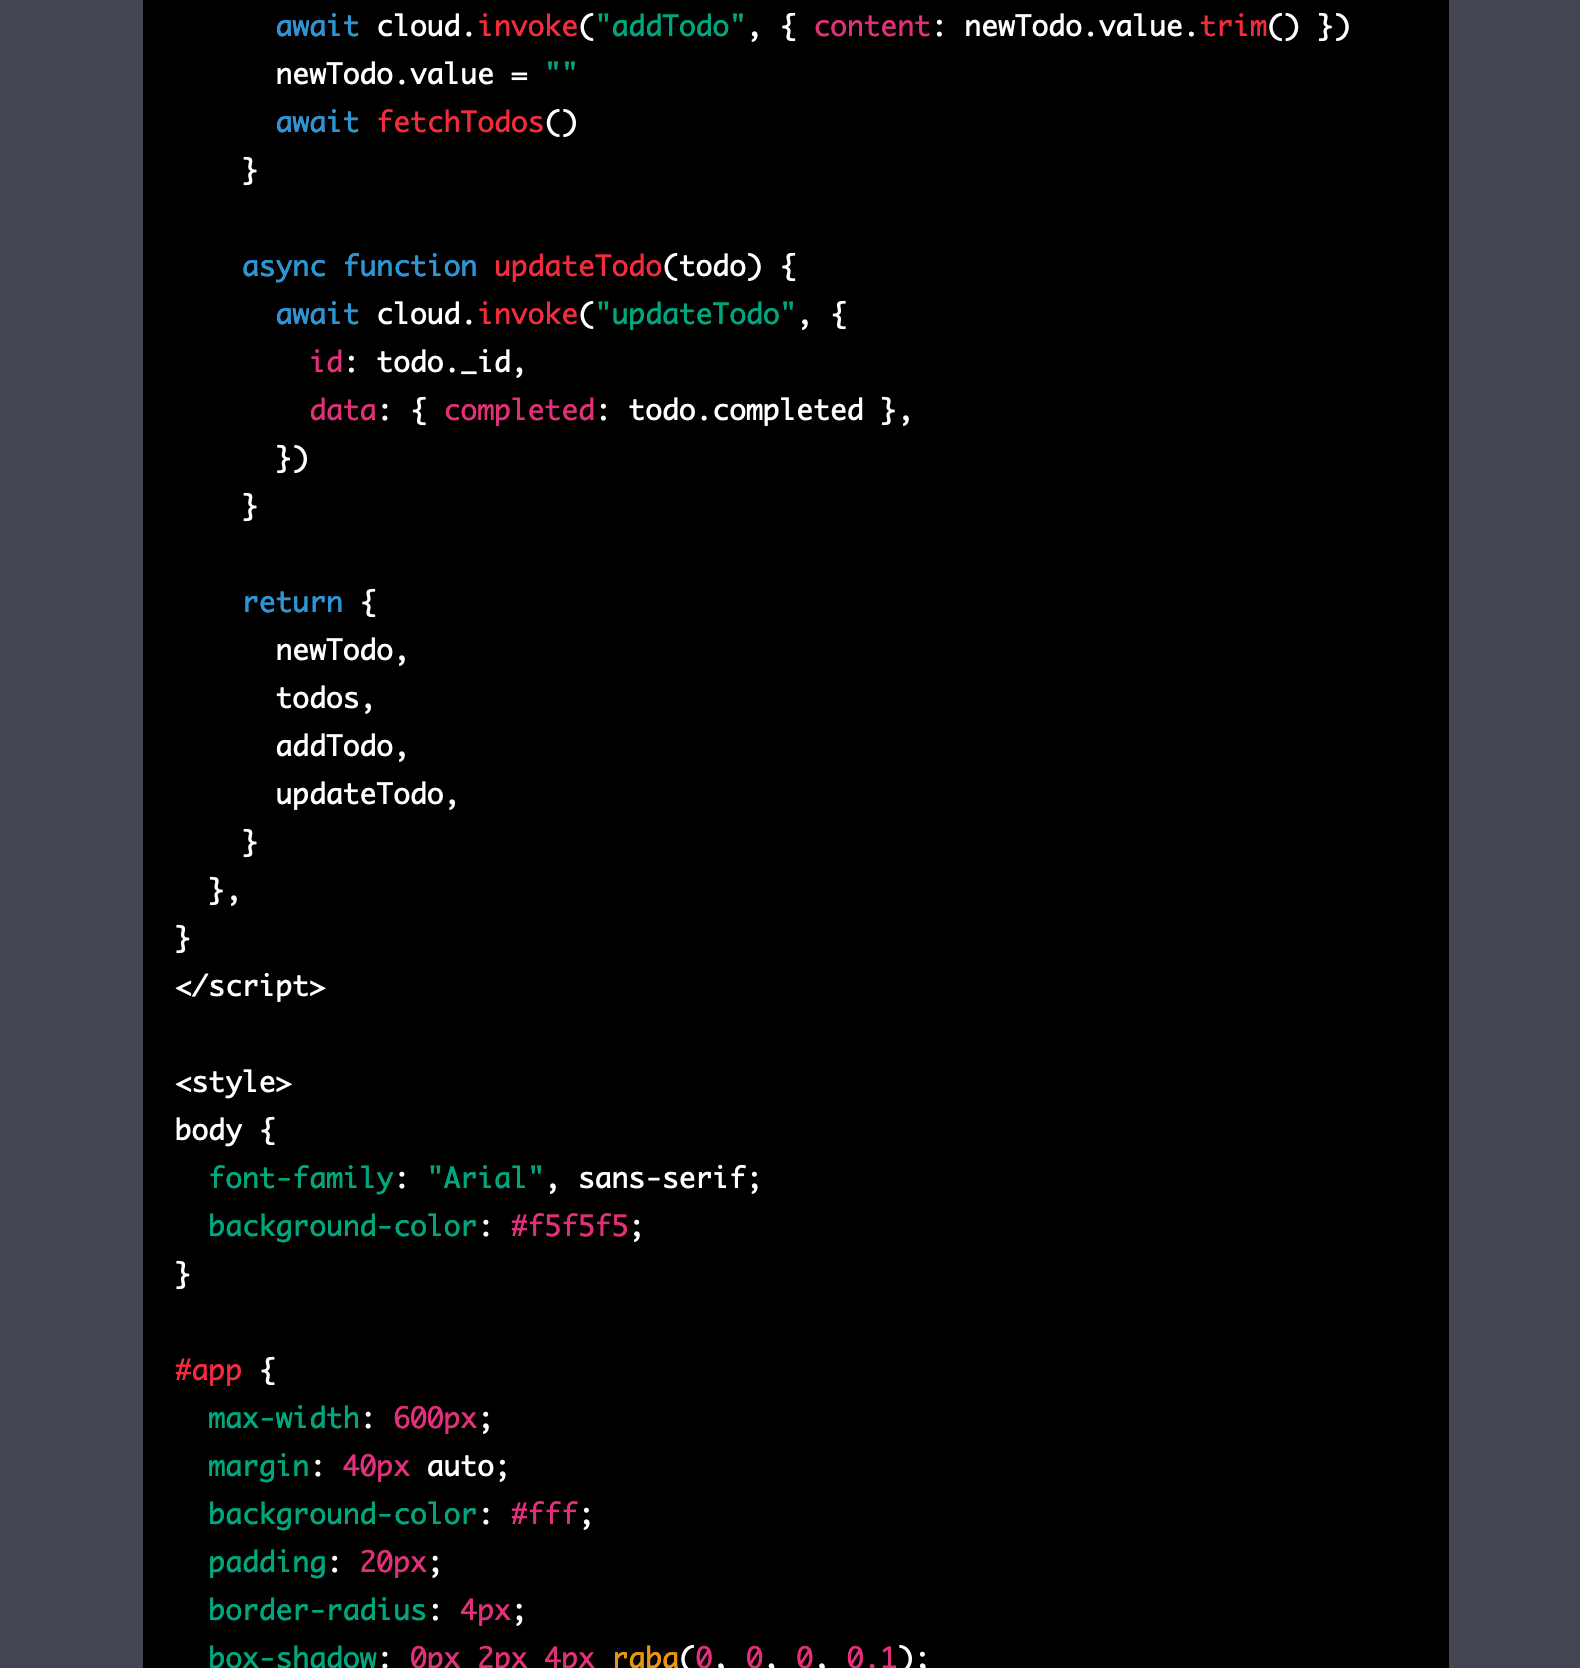 await cloud.invoke("addTodo", { content: newTodo.value.trim() })
      newTodo.value = ""
      await fetchTodos()
    }

    async function updateTodo(todo) {
      await cloud.invoke("updateTodo", {
        id: todo._id,
        data: { completed: todo.completed },
      })
    }

    return {
      newTodo,
      todos,
      addTodo,
      updateTodo,
    }
  },
}
</script>

<style>
body {
  font-family: "Arial", sans-serif;
  background-color: #f5f5f5;
}

#app {
  max-width: 600px;
  margin: 40px auto;
  background-color: #fff;
  padding: 20px;
  border-radius: 4px;
  box-shadow: 0px 2px 4px rgba(0, 0, 0, 0.1);